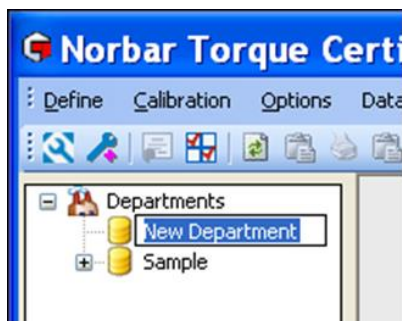 Norbar Torque Certi
Define Calibration Options Data
Departments
New Department
Sample